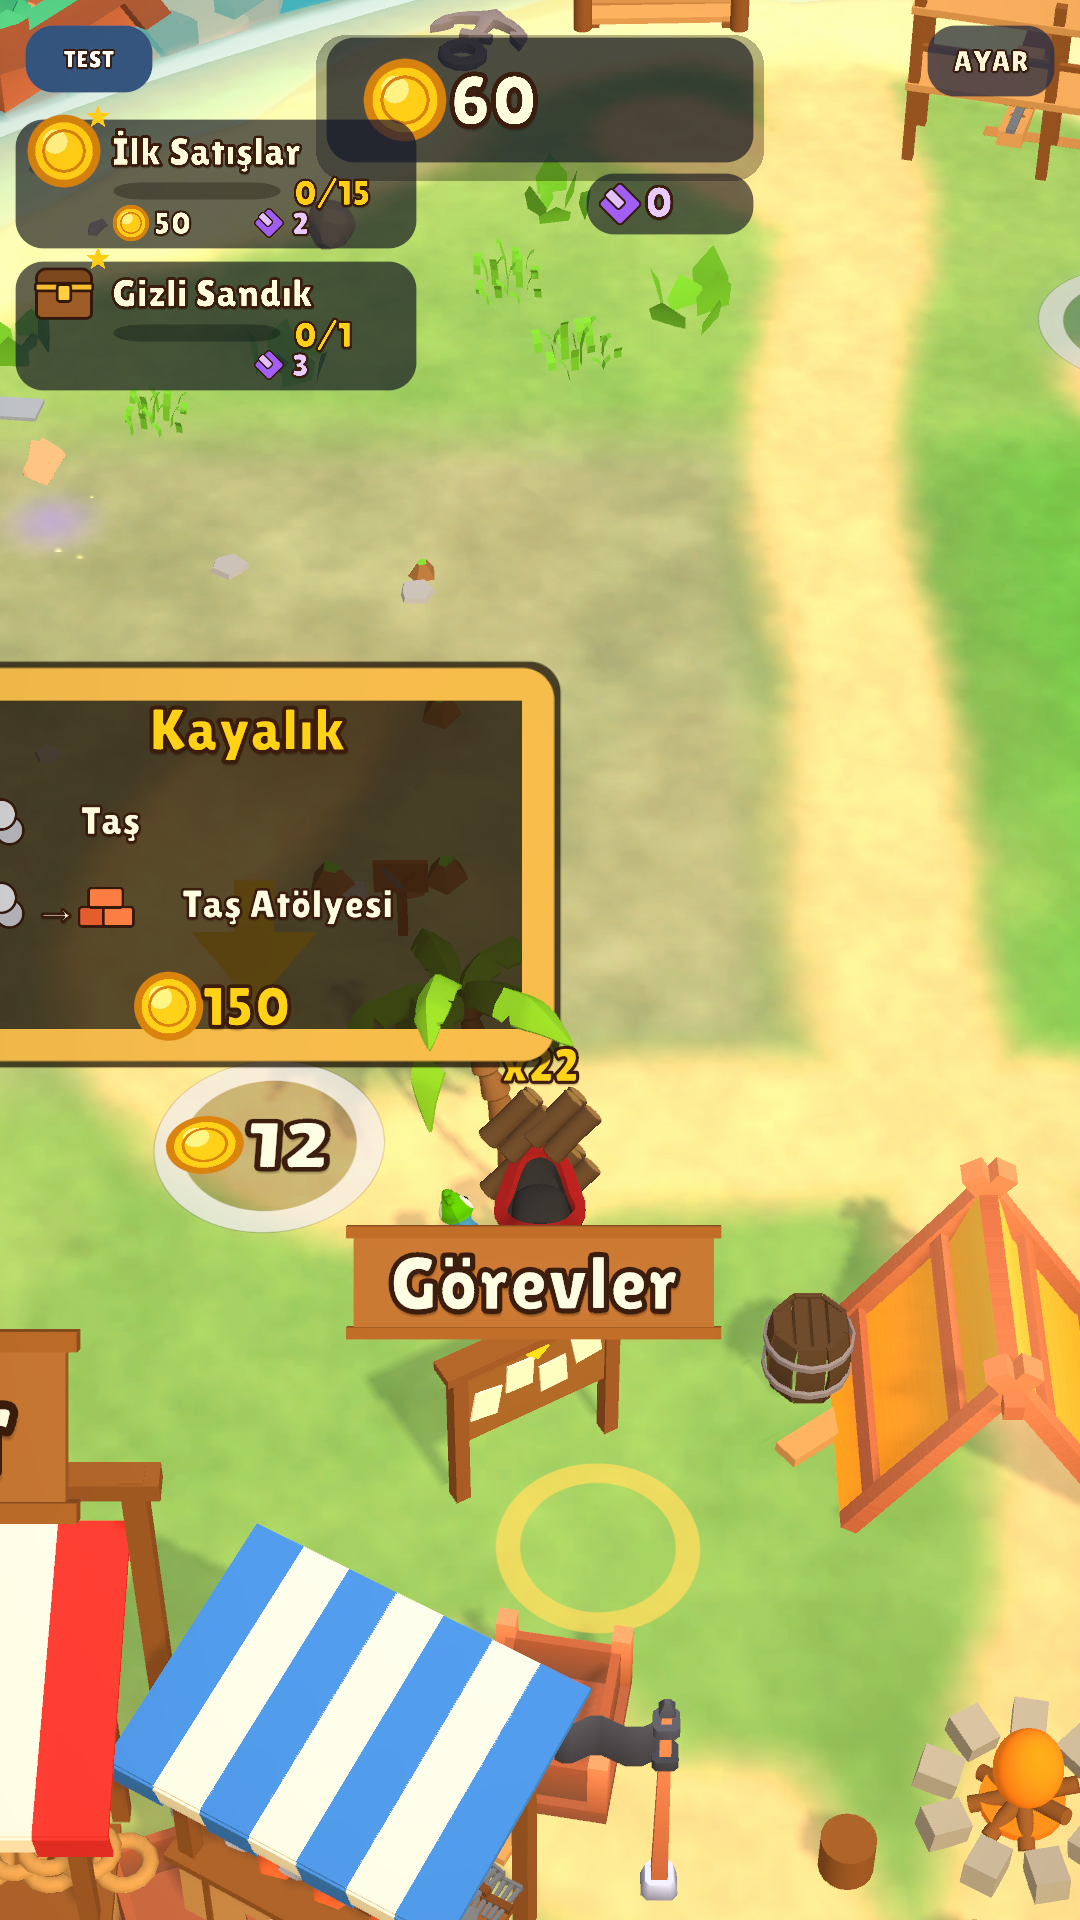 TEST
60
AYAR
İlk Satışlar
0/15
50
2
0
Gizli Sandık
0/1
3
Kayalık
Taş
→
Taş Atölyesi
150
x22
12
Görevler